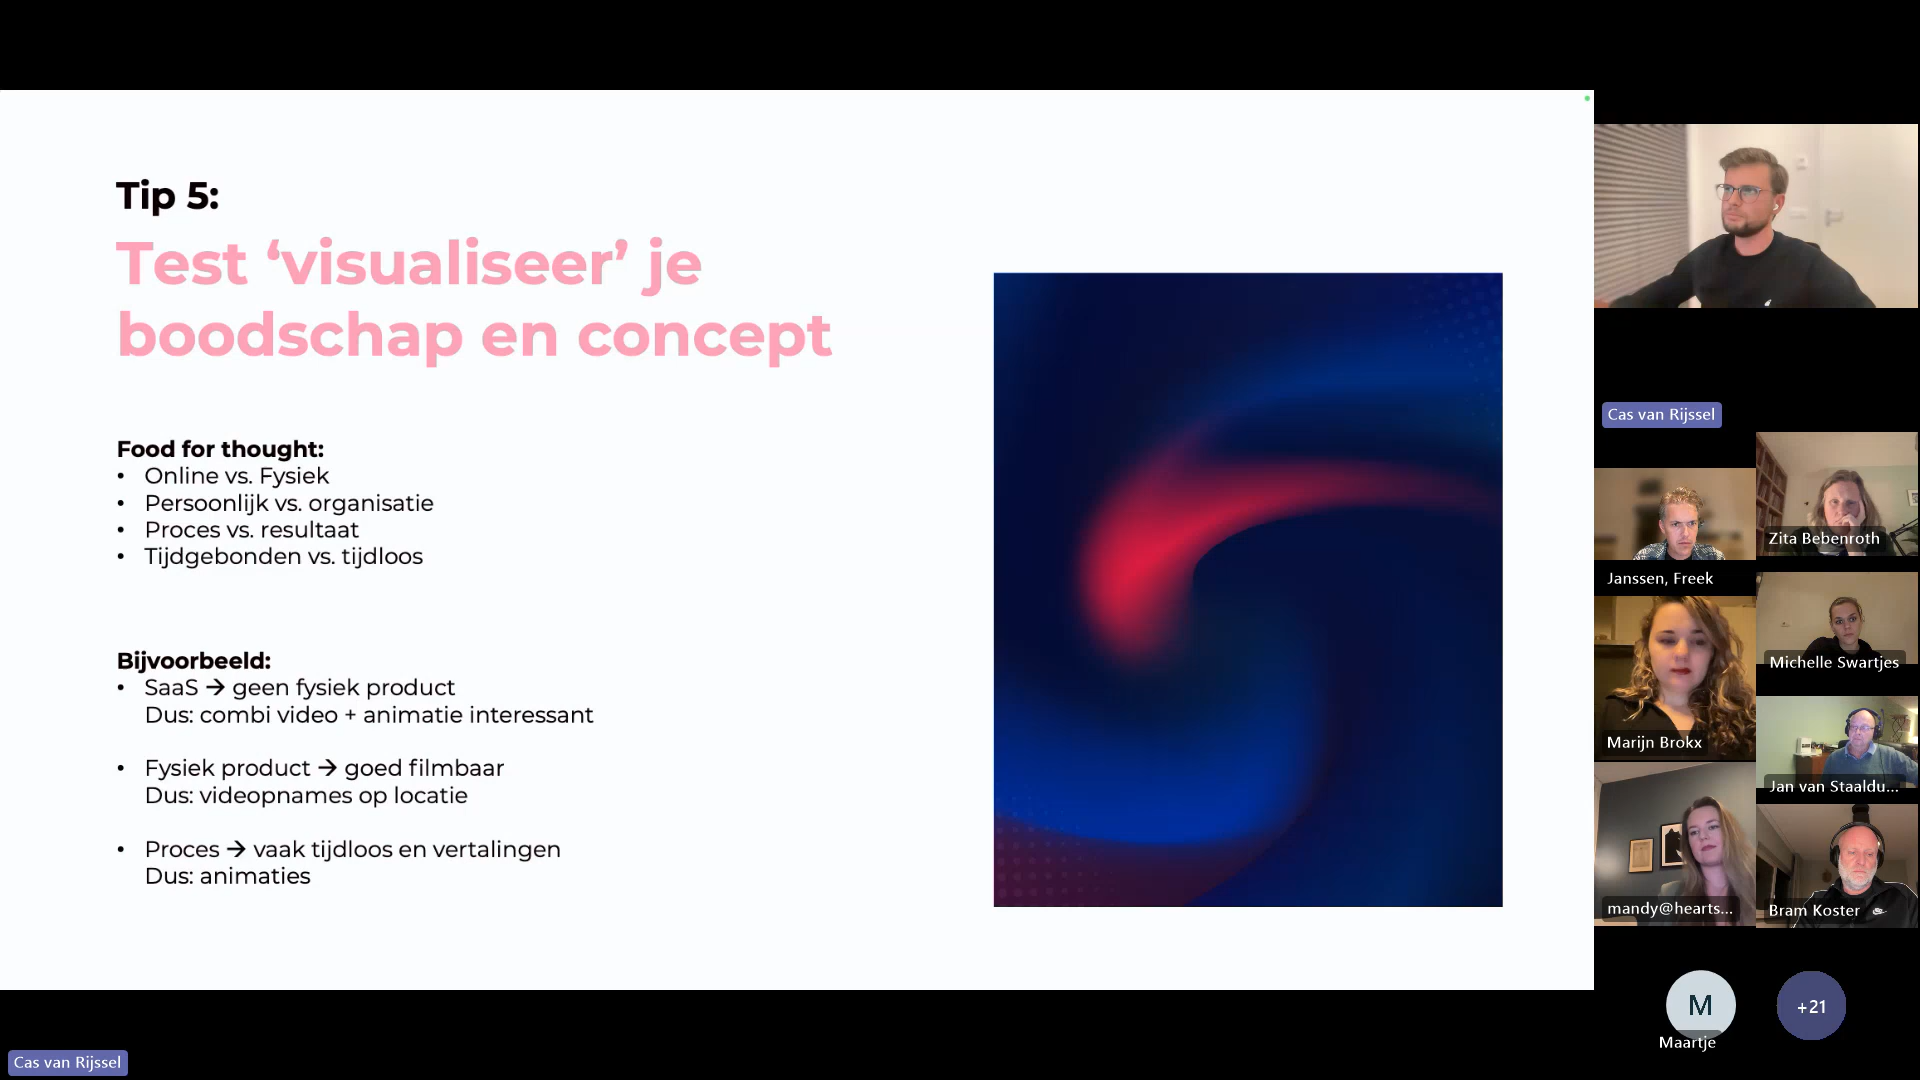 Tip 5:
Test ‘visualiseer’ je
boodschap en concept
Food for thought:
• Online vs. Fysiek
• Persoonlijk vs. organisatie
• Proces vs. resultaat
• Tijdgebonden vs. tijdloos
Bijvoorbeeld:
• SaaS → geen fysiek product
Dus: combi video + animatie interessant
• Fysiek product → goed filmbaar
Dus: videopnames op locatie
• Proces → vaak tijdloos en vertalingen
Dus: animaties
Cas van Rijssel
Cas van Rijssel
Janssen, Freek
Zita Bebenroth
Marijn Brokx
Michelle Swartjes
Jan van Staaldu...
mandy@hearts...
Bram Koster
M
Maartje
+21